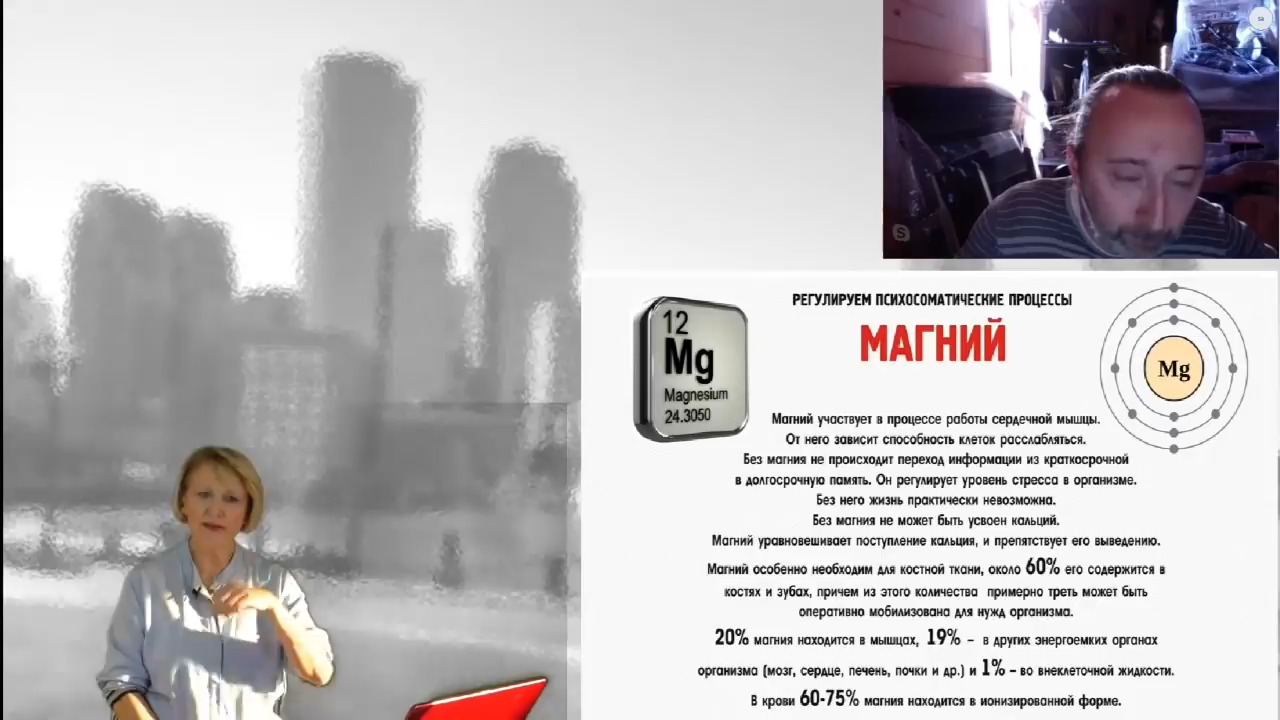 РЕГУЛИРУЕМ ПСИХОСОМАТИЧЕСКИЕ ПРОЦЕССЫ
МАГНИЙ
12
Mg
Magnesium
24.3050
Mg
Магний участвует в процессе работы сердечной мышцы.
От него зависит способность клеток расслабляться.
Без магния не происходит переход информации из краткосрочной
в долгосрочную память. Он регулирует уровень стресса в организме.
Без него жизнь практически невозможна.
Без магния не может быть усвоен кальций.
Магний уравновешивает поступление кальция, и препятствует его выведению.
Магний особенно необходим для костной ткани, около 60% его содержится в
костях и зубах, причем из этого количества примерно треть может быть
оперативно мобилизована для нужд организма.
20% магния находится в мышцах, 19% – в других энергоемких органах
организма (мозг, сердце, печень, почки и др.) и 1% – во внеклеточной жидкости.
В крови 60-75% магния находится в ионизированной форме.